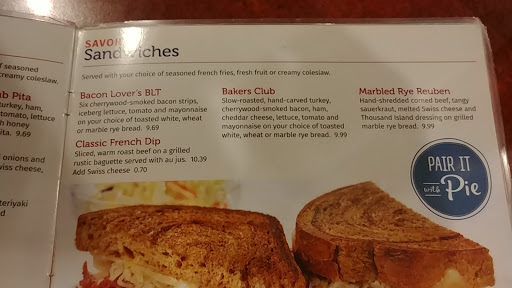 SAVORY
Sandwiches
Served with your choice of seasoned french fries, fresh fruit or creamy coleslaw.
of seasoned
creamy coleslaw.
ub Pita
turkey, ham,
tomato, lettuce
h honey
ita. 9.69
onions and
iss cheese,
teriyaki
d
Bacon Lover's BLT
Six cherrywood-smoked bacon strips,
iceberg lettuce, tomato and mayonnaise
on your choice of toasted white, wheat
or marble rye bread. 9.69
Classic French Dip
Sliced, warm roast beef on a grilled
rustic baguette served with au jus. 10.39
Add Swiss cheese 0.70
Bakers Club
Slow-roasted, hand-carved turkey,
cherrywood-smoked bacon, ham,
cheddar cheese, lettuce, tomato and
mayonnaise on your choice of toasted
white, wheat or marble rye bread. 9.99
Marbled Rye Reuben
Hand-shredded corned beef, tangy
sauerkraut, melted Swiss cheese and
Thousand Island dressing on grilled
marble rye bread. 9.99
PAIR IT
with
Pie